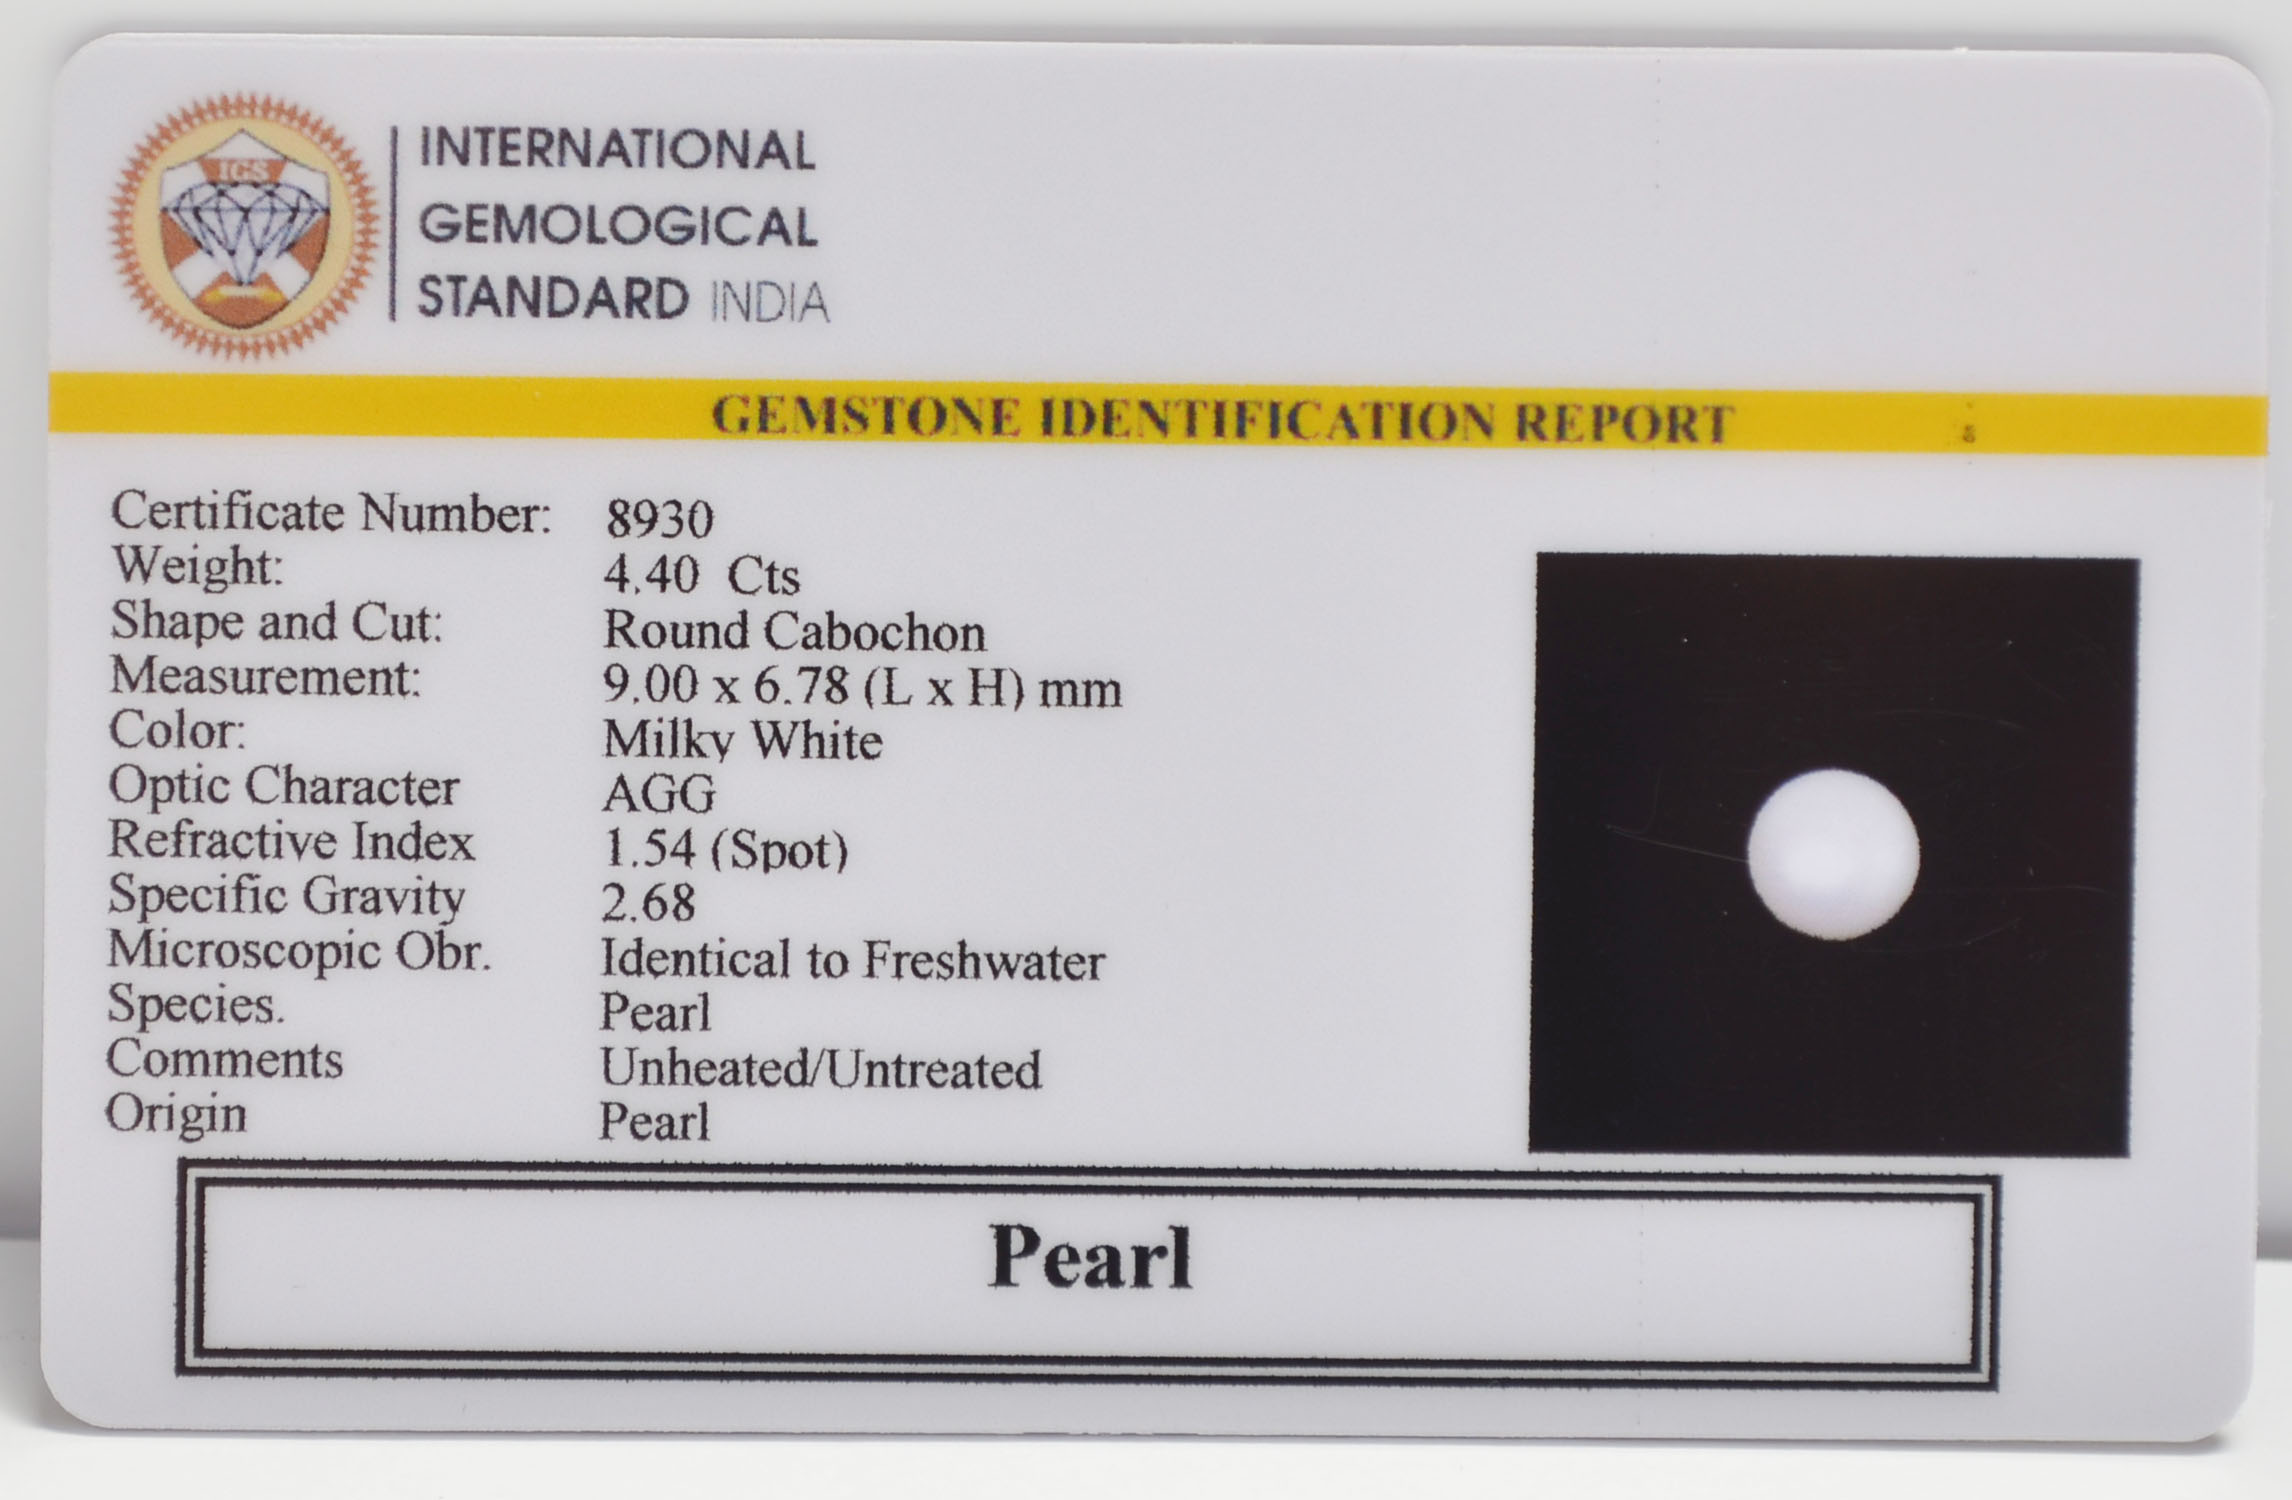 IGS
INTERNATIONAL
GEMOLOGICAL
STANDARD INDIA
GEMSTONE IDENTIFICATION REPORT
Certificate Number: 8930
Weight: 4.40 Cts
Shape and Cut: Round Cabochon
Measurement: 9.00 x 6.78 (L x H) mm
Color: Milky White
Optic Character AGG
Refractive Index 1.54 (Spot)
Specific Gravity 2.68
Microscopic Obr. Identical to Freshwater
Species. Pearl
Comments Unheated/Untreated
Origin Pearl
Pearl